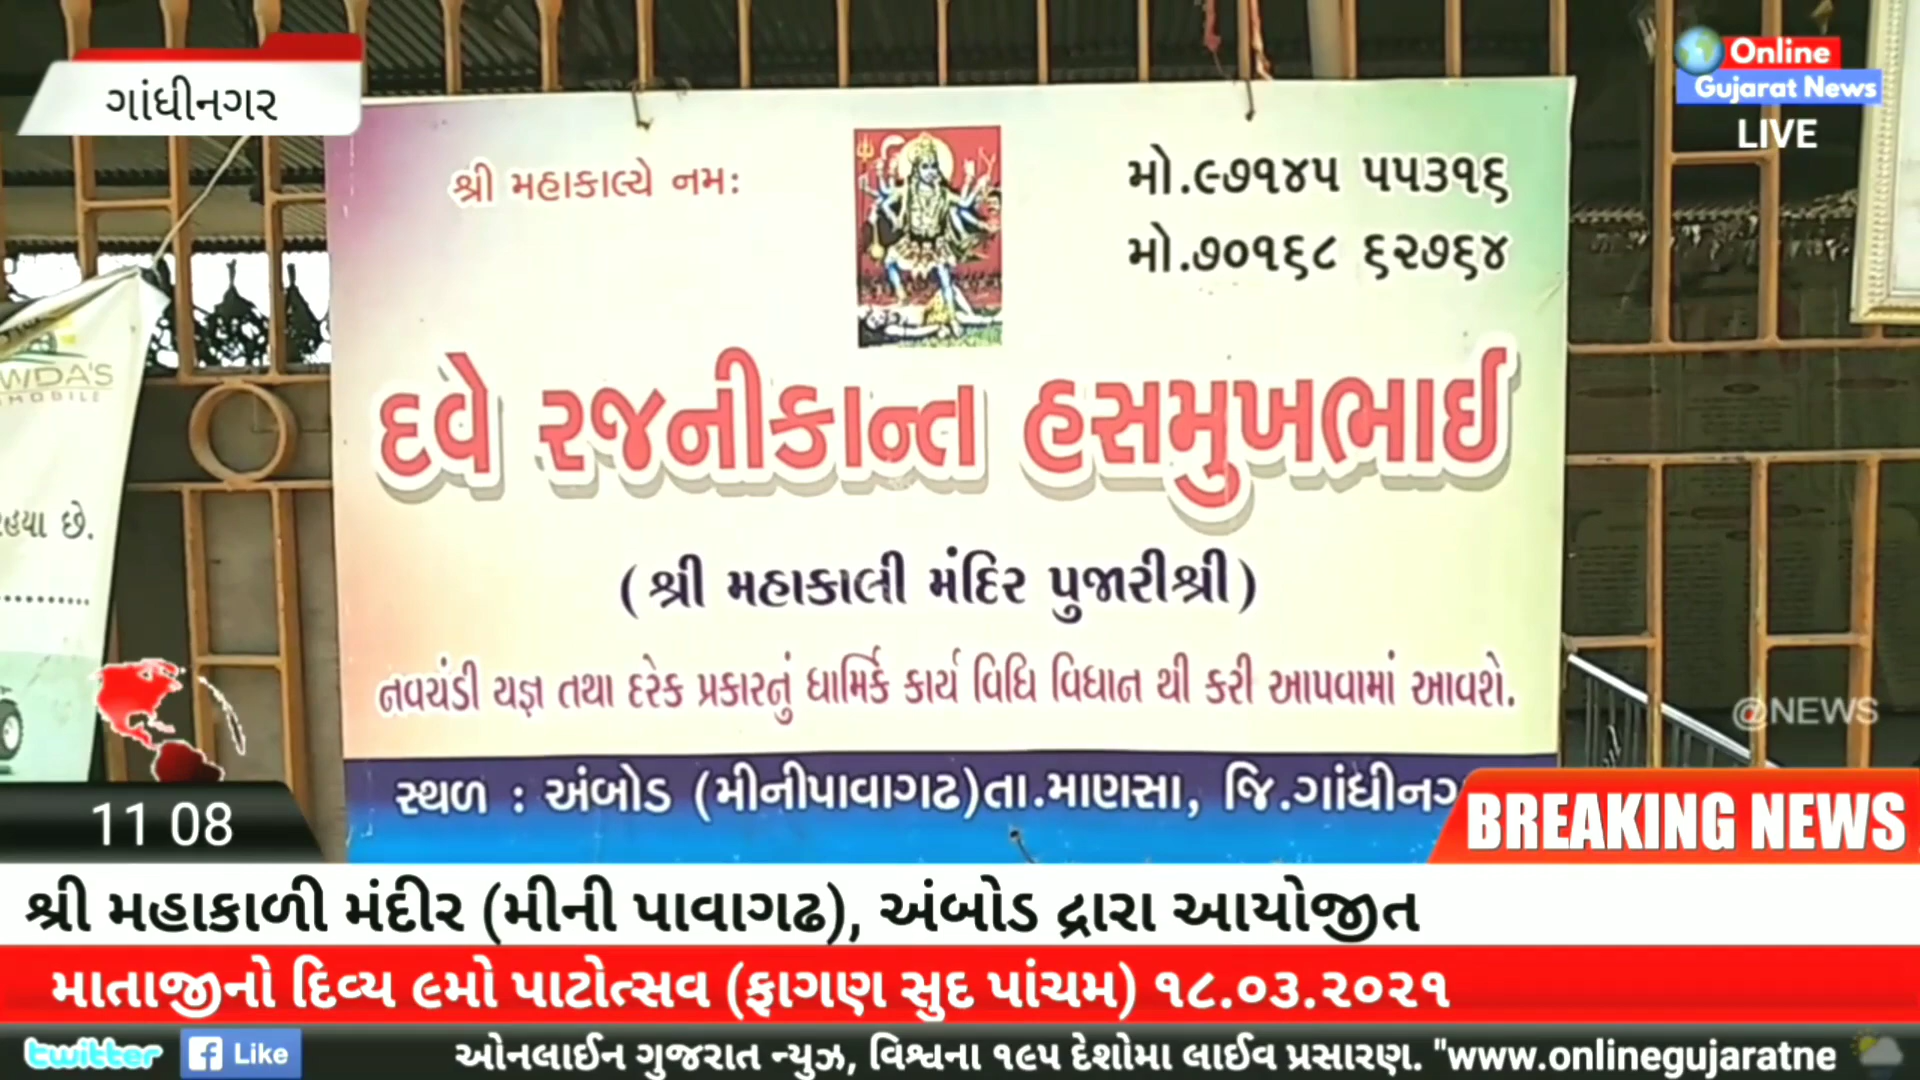 ગાંધીનગર
Online
Gujarat News
LIVE
શ્રી મહાકાલ્યે નમઃ
મો.૯૭૧૪૫ ૫૫૩૧૬
મો.૭૦૧૬૮ ૬૨૭૬૪
દવે રજનીકાન્ત હસમુખભાઈ
(શ્રી મહાકાલી મંદિર પુજારીશ્રી)
નવચંડી યજ્ઞ તથા દરેક પ્રકારનું ધાર્મિક કાર્ય વિધિ વિધાન થી કરી આપવામાં આવશે.
સ્થળ : અંબોડ (મીનીપાવાગઢ)તા.માણસા, જિ.ગાંધીનગ
છે.
@NEWS
11 08
BREAKING NEWS
શ્રી મહાકાળી મંદીર (મીની પાવાગઢ), અંબોડ દ્રારા આયોજીત
માતાજીનો દિવ્ય ૯મો પાટોત્સવ (ફાગણ સુદ પાંચમ) ૧૮.૦૩.૨૦૨૧
twitter
f Like
ઓનલાઈન ગુજરાત ન્યુઝ, વિશ્વના ૧૯૫ દેશોમા લાઈવ પ્રસારણ. "www.onlinegujaratne